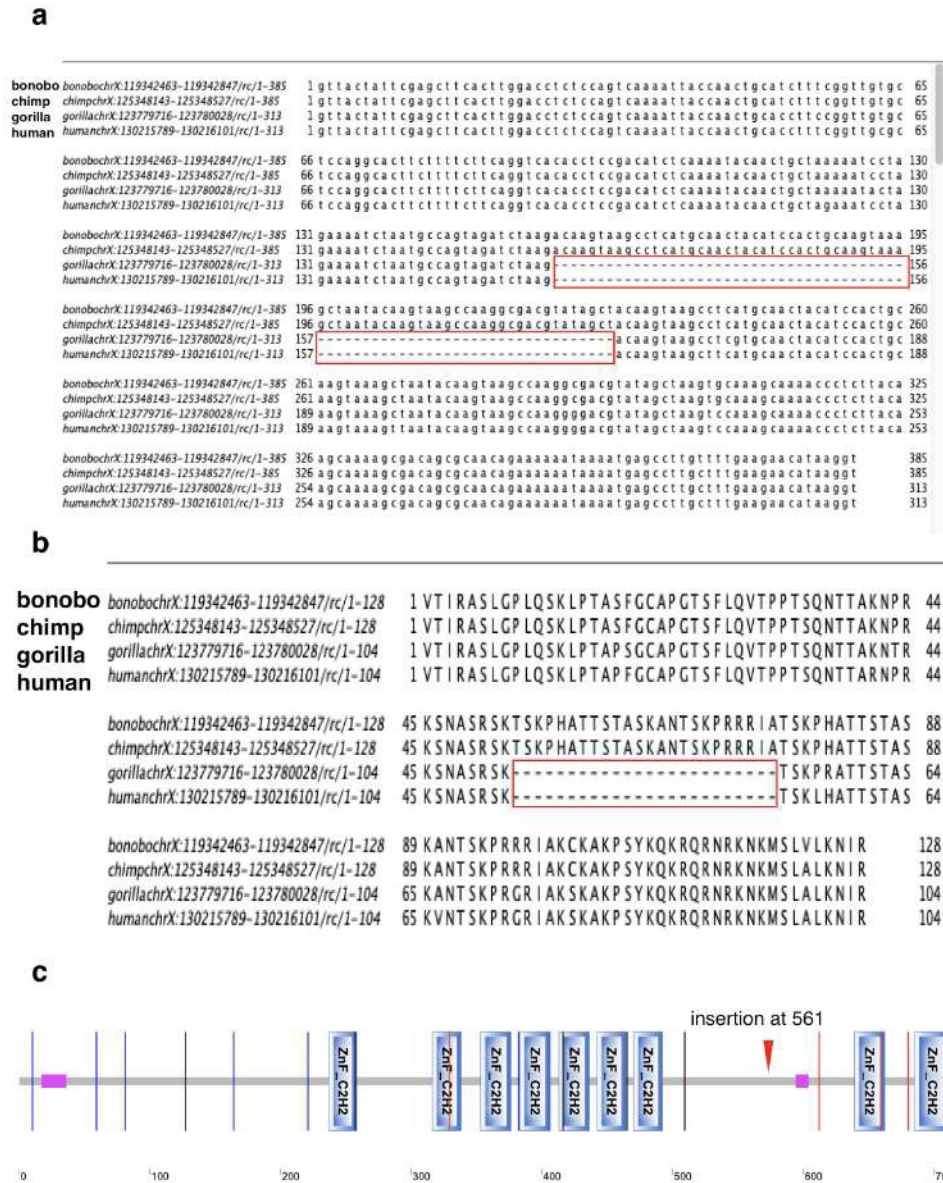 a
bonobo bonobochrX:119342463-119342847/rc/1-385 1 gttactattcgagcttcacttggacctctccagtcaaaattaccaactgcatctttcggttgtgc 65
chimp chimpchrX:125348143-125348527/rc/1-385 1 gttactattcgagcttcacttggacctctccagtcaaaattaccaactgcatctttcggttgtgc 65
gorilla gorillachrX:123779716-123780028/rc/1-313 1 gttactattcgagcttcacttggacctctccagtcaaaattaccaactgcaccttccggttgtgc 65
human humanchrX:130215789-130216101/rc/1-313 1 gttactattcgagcttcacttggacctctccagtcaaaattaccaactgcacctttcggttgcgc 65
bonobochrX:119342463-119342847/rc/1-385 66 tccaggcacttcttttcttcaggtcacacctccgacatctcaaaatacaactgctaaaaatccta 130
chimpchrX:125348143-125348527/rc/1-385 66 tccaggcacttcttttcttcaggtcacacctccgacatctcaaaatacaactgctaaaaatccta 130
gorillachrX:123779716-123780028/rc/1-313 66 tccaggcacttcttttcttcaggtcacacctccgacatctcaaaatacaactgctaaaaatacta 130
humanchrX:130215789-130216101/rc/1-313 66 tccaggcacttcttttcttcaggtcacacctccgacatctcaaaatacaactgctagaaatccta 130
bonobochrX:119342463-119342847/rc/1-385 131 gaaaatctaatgccagtagatctaagacaagtaagcctcatgcaactacatccactgcaagtaaa 195
chimpchrX:125348143-125348527/rc/1-385 131 gaaaatctaatgccagtagatctaagacaagtaagcctcatgcaactacatccactgcaagtaaa 195
gorillachrX:123779716-123780028/rc/1-313 131 gaaaatctaatgccagtagatctaag--------------------------------------- 156
humanchrX:130215789-130216101/rc/1-313 131 gaaaatctaatgccagtagatctaag--------------------------------------- 156
bonobochrX:119342463-119342847/rc/1-385 196 gctaatacaagtaagccaaggcgacgtatagctacaagtaagcctcatgcaactacatccactgc 260
chimpchrX:125348143-125348527/rc/1-385 196 gctaatacaagtaagccaaggcgacgtatagctacaagtaagcctcatgcaactacatccactgc 260
gorillachrX:123779716-123780028/rc/1-313 157 ---------------------------------acaagtaagcctcgtgcaactacatccactgc 188
humanchrX:130215789-130216101/rc/1-313 157 ---------------------------------acaagtaagcttcatgcaactacatccactgc 188
bonobochrX:119342463-119342847/rc/1-385 261 aagtaaagctaatacaagtaagccaaggcgacgtatagctaagtgcaaagcaaaaccctcttaca 325
chimpchrX:125348143-125348527/rc/1-385 261 aagtaaagctaatacaagtaagccaaggcgacgtatagctaagtgcaaagcaaaaccctcttaca 325
gorillachrX:123779716-123780028/rc/1-313 189 aagtaaagctaatacaagtaagccaaggggacgtatagctaagtccaaagcaaaaccctcttaca 253
humanchrX:130215789-130216101/rc/1-313 189 aagtaaagttaatacaagtaagccaaggggacgtatagctaagtccaaagcaaaaccctcttaca 253
bonobochrX:119342463-119342847/rc/1-385 326 agcaaaagcgacagcgcaacagaaaaaataaaatgagccttgttttgaagaacataaggt 385
chimpchrX:125348143-125348527/rc/1-385 326 agcaaaagcgacagcgcaacagaaaaaataaaatgagccttgttttgaagaacataaggt 385
gorillachrX:123779716-123780028/rc/1-313 254 agcaaaagcgacagcgcaacagaaaaaataaaatgagccttgctttgaagaacataaggt 313
humanchrX:130215789-130216101/rc/1-313 254 agcaaaagcgacagcgcaacagaaaaaataaaatgagccttgctttgaagaacataaggt 313
b
bonobo bonobochrX:119342463-119342847/rc/1-128 1 VTIRASLGPLQSKLPTASFGCAPGTSFLQVTPPTSQNTTAKNPR 44
chimp chimpchrX:125348143-125348527/rc/1-128 1 VTIRASLGPLQSKLPTASFGCAPGTSFLQVTPPTSQNTTAKNPR 44
gorilla gorillachrX:123779716-123780028/rc/1-104 1 VTIRASLGPLQSKLPTAPSGCAPGTSFLQVTPPTSQNTTAKNTR 44
human humanchrX:130215789-130216101/rc/1-104 1 VTIRASLGPLQSKLPTAPFGCAPGTSFLQVTPPTSQNTTARNPR 44
bonobochrX:119342463-119342847/rc/1-128 45 KSNASRSKTSKPHATTSTASKANTSKPRRRIATSKPHATTSTAS 88
chimpchrX:125348143-125348527/rc/1-128 45 KSNASRSKTSKPHATTSTASKANTSKPRRRIATSKPHATTSTAS 88
gorillachrX:123779716-123780028/rc/1-104 45 KSNASRSK------------------------TSKPRATTSTAS 64
humanchrX:130215789-130216101/rc/1-104 45 KSNASRSK------------------------TSKLHATTSTAS 64
bonobochrX:119342463-119342847/rc/1-128 89 KANTSKPRRRIAKCKAKPSYKQKRQRNRKNKMSLVLKNIR 128
chimpchrX:125348143-125348527/rc/1-128 89 KANTSKPRRRIAKCKAKPSYKQKRQRNRKNKMSLVLKNIR 128
gorillachrX:123779716-123780028/rc/1-104 65 KANTSKPRGRIAKSKAKPSYKQKRQRNRKNKMSLALKNIR 104
humanchrX:130215789-130216101/rc/1-104 65 KVNTSKPRGRIAKSKAKPSYKQKRQRNRKNKMSLALKNIR 104
c
insertion at 561
ZnF_C2H2 ZnF_C2H2 ZnF_C2H2 ZnF_C2H2 ZnF_C2H2 ZnF_C2H2 ZnF_C2H2 ZnF_C2H2 ZnF_C2H2
0 100 200 300 400 500 600